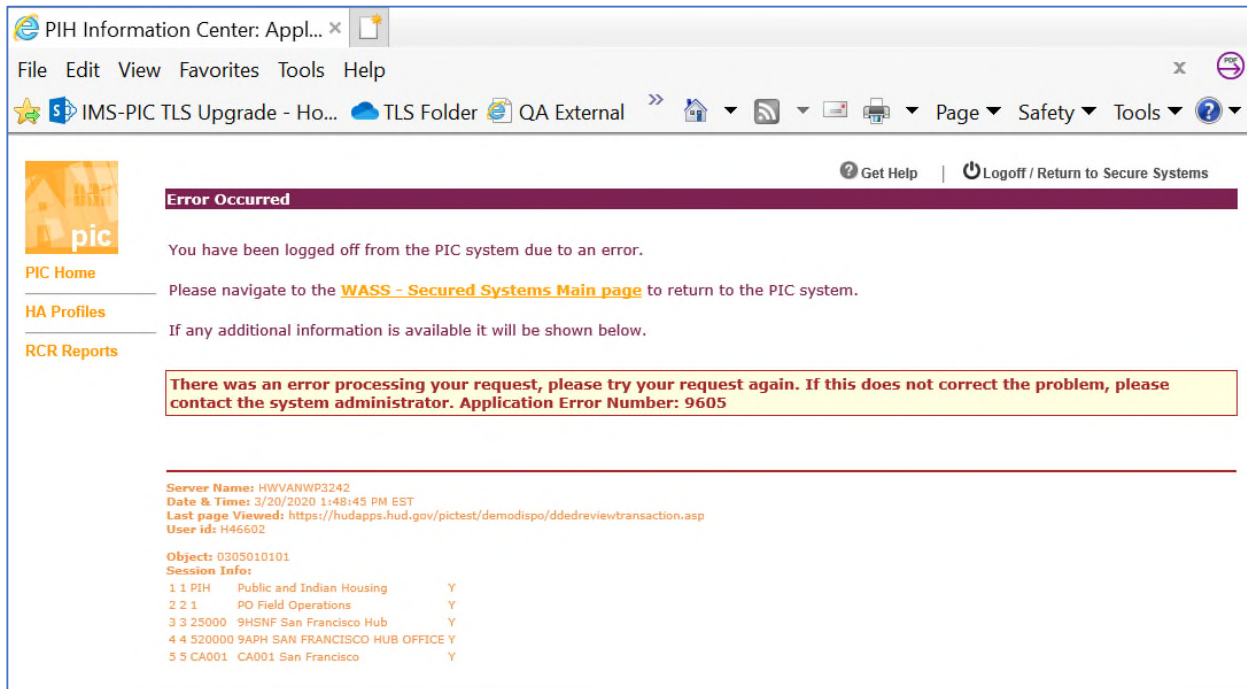 PIH Information Center: Appl... ×
File Edit View Favorites Tools Help
x
PDF
IMS-PIC TLS Upgrade - Ho... TLS Folder QA External » Page ▼ Safety ▼ Tools ▼
Get Help | Logoff / Return to Secure Systems
pic
Error Occurred
You have been logged off from the PIC system due to an error.
PIC Home
Please navigate to the WASS - Secured Systems Main page to return to the PIC system.
HA Profiles
If any additional information is available it will be shown below.
RCR Reports
There was an error processing your request, please try your request again. If this does not correct the problem, please
contact the system administrator. Application Error Number: 9605
Server Name: HWVANWP3242
Date & Time: 3/20/2020 1:48:45 PM EST
Last page Viewed: https://hudapps.hud.gov/pictest/demodispo/ddedreviewtransaction.asp
User id: H46602
Object: 0305010101
Session Info:
1 1 PIH Public and Indian Housing Y
2 2 1 PO Field Operations Y
3 3 25000 9HSNF San Francisco Hub Y
4 4 520000 9APH SAN FRANCISCO HUB OFFICE Y
5 5 CA001 CA001 San Francisco Y